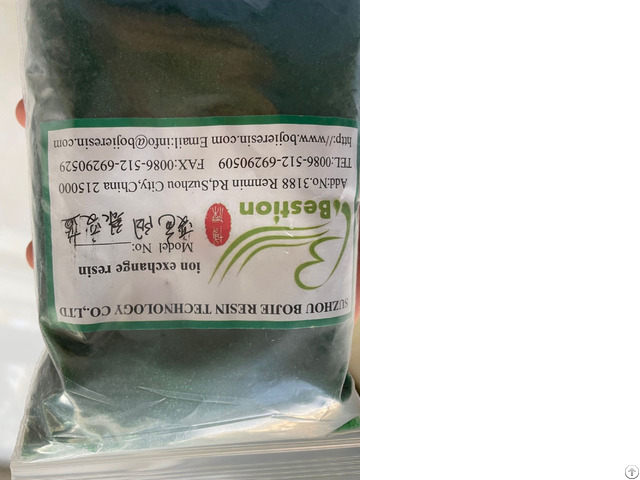 SUZHOU BOJIE RESIN TECHNOLOGY CO.,LTD
Bestion
ion exchange resin
Model No:
Add:No.3188 Renmin Rd,Suzhou City,China 215000
TEL:0086-512-69290509 FAX:0086-512-69290529
http://www.bojieresin.com Email:info@bojieresin.com